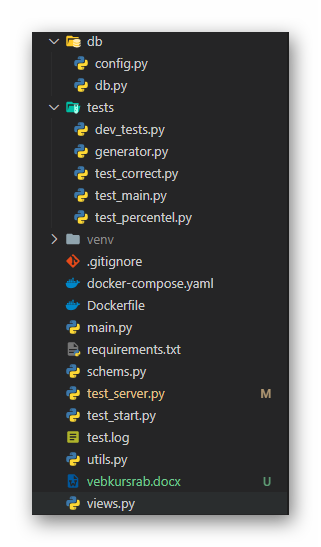 db
config.py
db.py
tests
dev_tests.py
generator.py
test_correct.py
test_main.py
test_percentel.py
venv
.gitignore
docker-compose.yaml
Dockerfile
main.py
requirements.txt
schems.py
test_server.py M
test_start.py
test.log
utils.py
vebkursrab.docx U
views.py